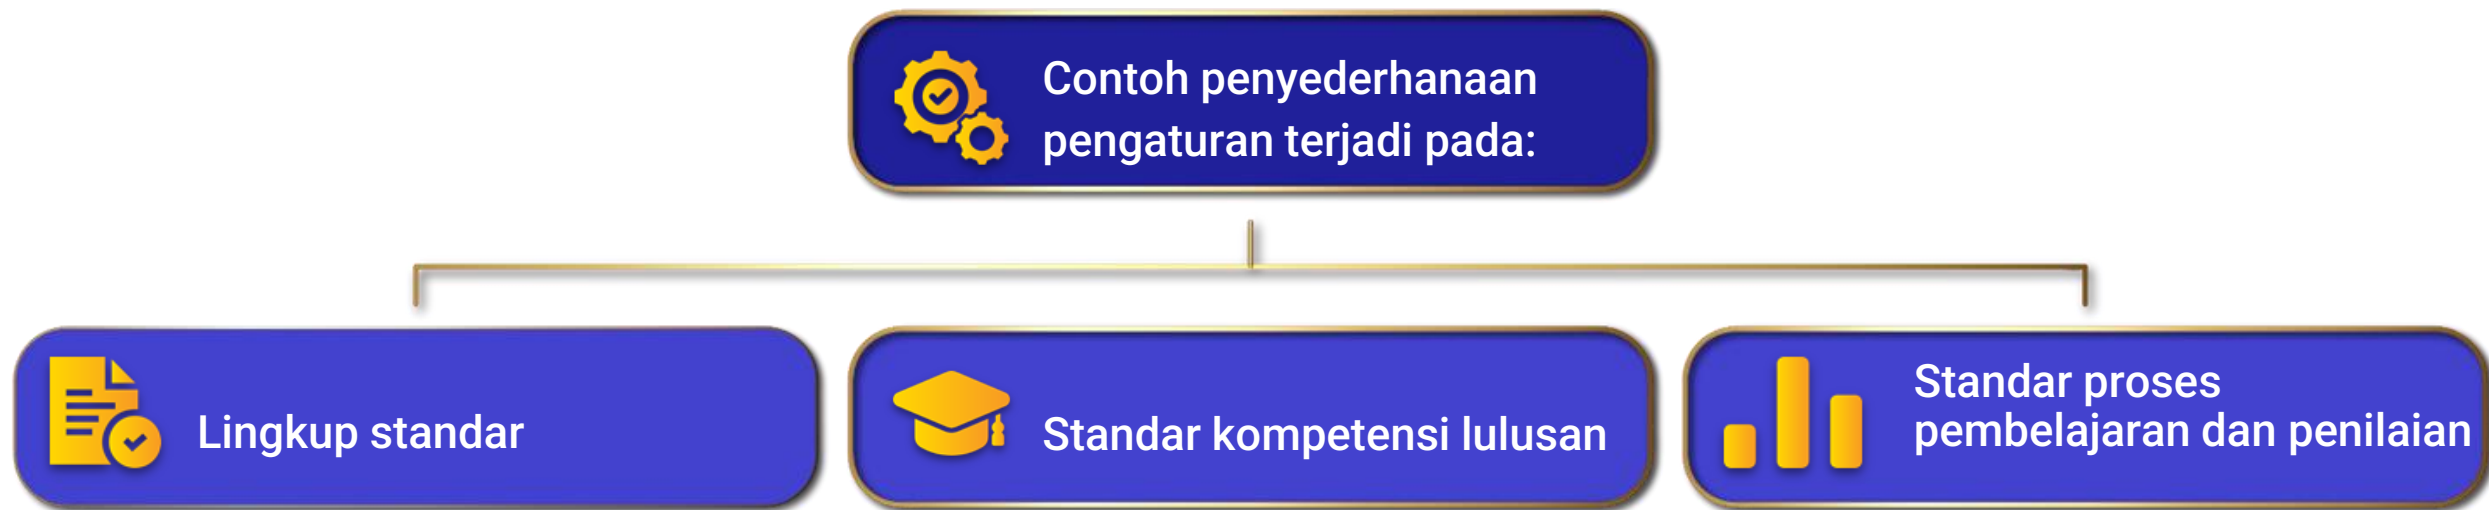 Contoh penyederhanaan
pengaturan terjadi pada:
Lingkup standar
Standar kompetensi lulusan
Standar proses
pembelajaran dan penilaian